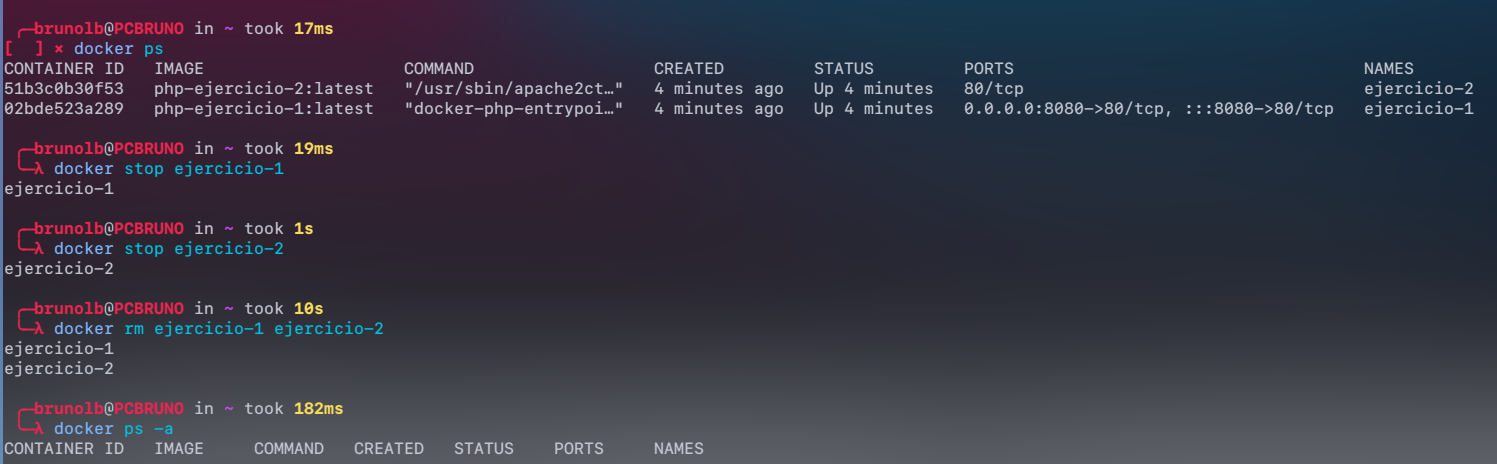 ╭─brunolb@PCBRUNO in ~ took 17ms
[  ] × docker ps
CONTAINER ID   IMAGE                    COMMAND                  CREATED         STATUS         PORTS                                   NAMES
51b3c0b30f53   php-ejercicio-2:latest   "/usr/sbin/apache2ct…"   4 minutes ago   Up 4 minutes   80/tcp                                  ejercicio-2
02bde523a289   php-ejercicio-1:latest   "docker-php-entrypoi…"   4 minutes ago   Up 4 minutes   0.0.0.0:8080->80/tcp, :::8080->80/tcp   ejercicio-1
╭─brunolb@PCBRUNO in ~ took 19ms
╰─λ docker stop ejercicio-1
ejercicio-1
╭─brunolb@PCBRUNO in ~ took 1s
╰─λ docker stop ejercicio-2
ejercicio-2
╭─brunolb@PCBRUNO in ~ took 10s
╰─λ docker rm ejercicio-1 ejercicio-2
ejercicio-1
ejercicio-2
╭─brunolb@PCBRUNO in ~ took 182ms
╰─λ docker ps -a
CONTAINER ID   IMAGE     COMMAND   CREATED   STATUS    PORTS     NAMES